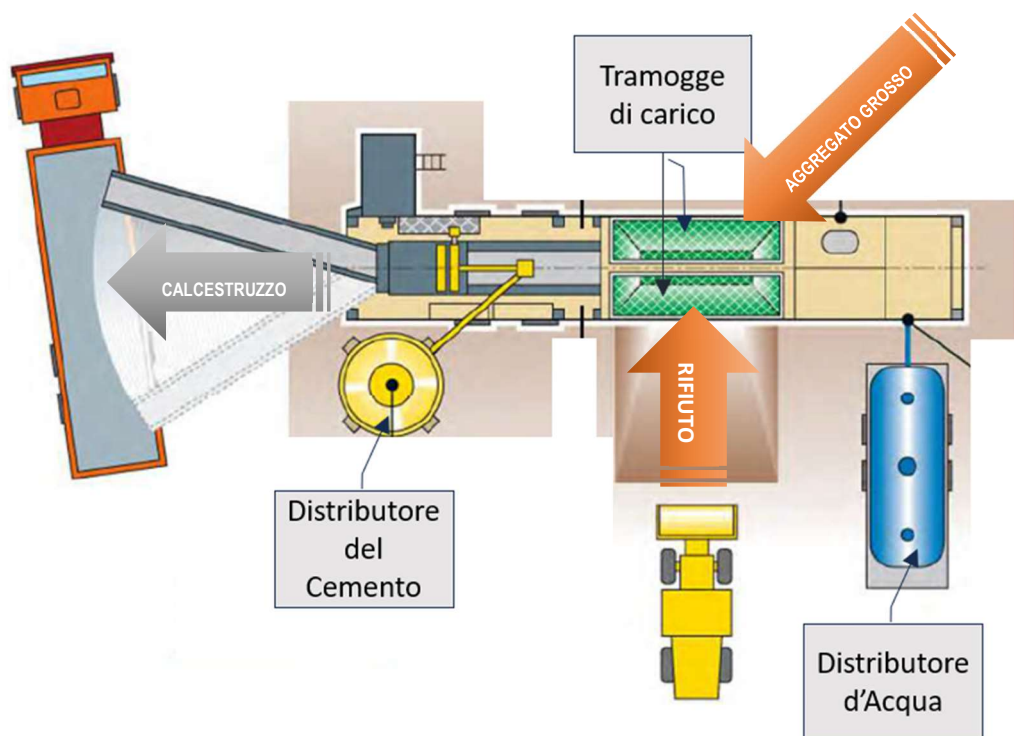 Tramogge
di carico
AGGREGATO GROSSO
CALCESTRUZZO
RIFIUTO
Distributore
del
Cemento
Distributore
d'Acqua